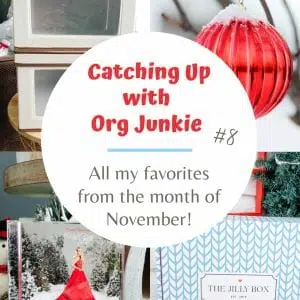 Catching Up
with
Org Junkie
#8
All my favorites
from the month of
November!
THE JILLY BOX